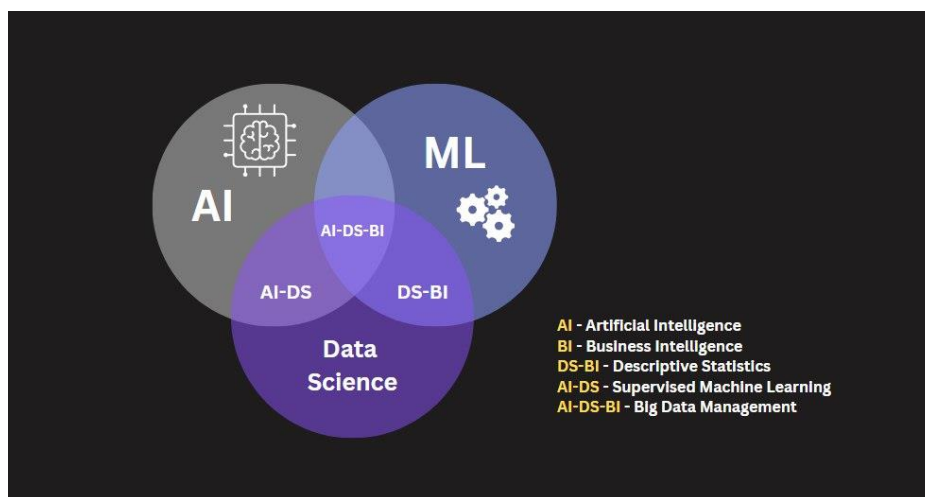 ML
AI
AI-DS-BI
AI-DS
DS-BI
Data
Science
AI - Artificial Intelligence
BI - Business Intelligence
DS-BI - Descriptive Statistics
AI-DS - Supervised Machine Learning
AI-DS-BI - Big Data Management